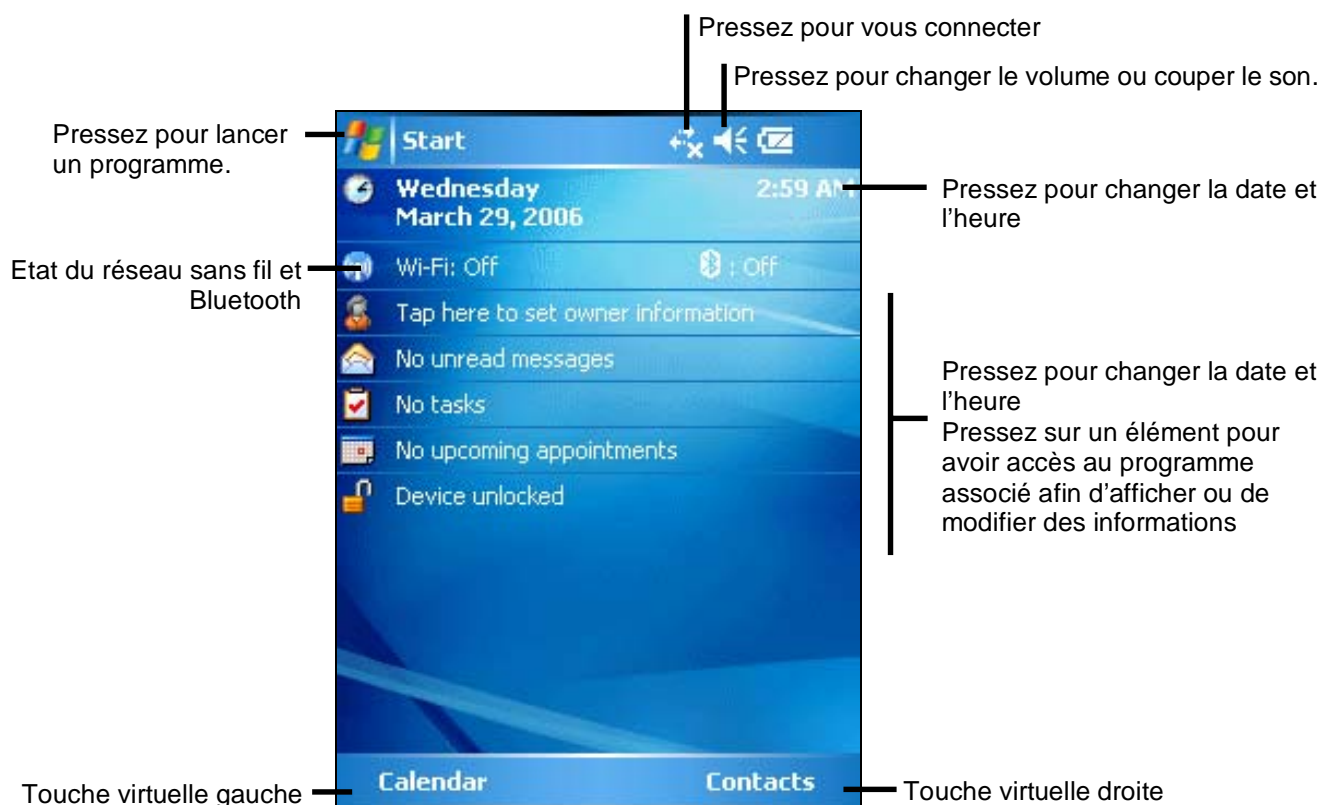 Pressez pour vous connecter
Pressez pour changer le volume ou couper le son.
Pressez pour lancer
un programme.
Start
Wednesday
March 29, 2006
2:59 AM
Pressez pour changer la date et
l'heure
Etat du réseau sans fil et
Bluetooth
Wi-Fi: Off
: Off
Tap here to set owner information
No unread messages
No tasks
No upcoming appointments
Device unlocked
Pressez pour changer la date et
l'heure
Pressez sur un élément pour
avoir accès au programme
associé afin d'afficher ou de
modifier des informations
Touche virtuelle gauche
Calendar
Contacts
Touche virtuelle droite